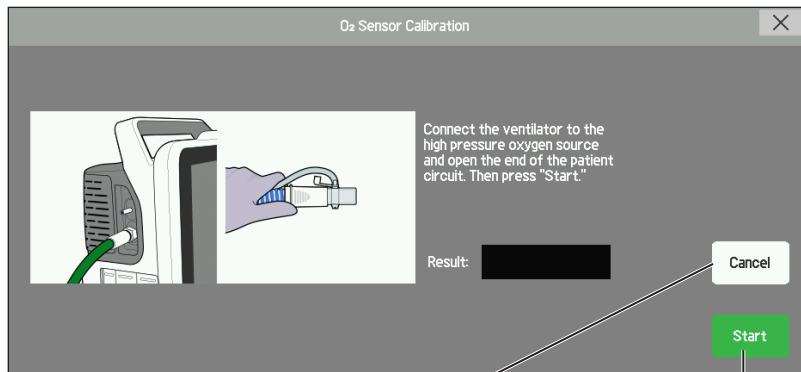 O₂ Sensor Calibration
Connect the ventilator to the
high pressure oxygen source
and open the end of the patient
circuit. Then press "Start."
Result:
Cancel
Start